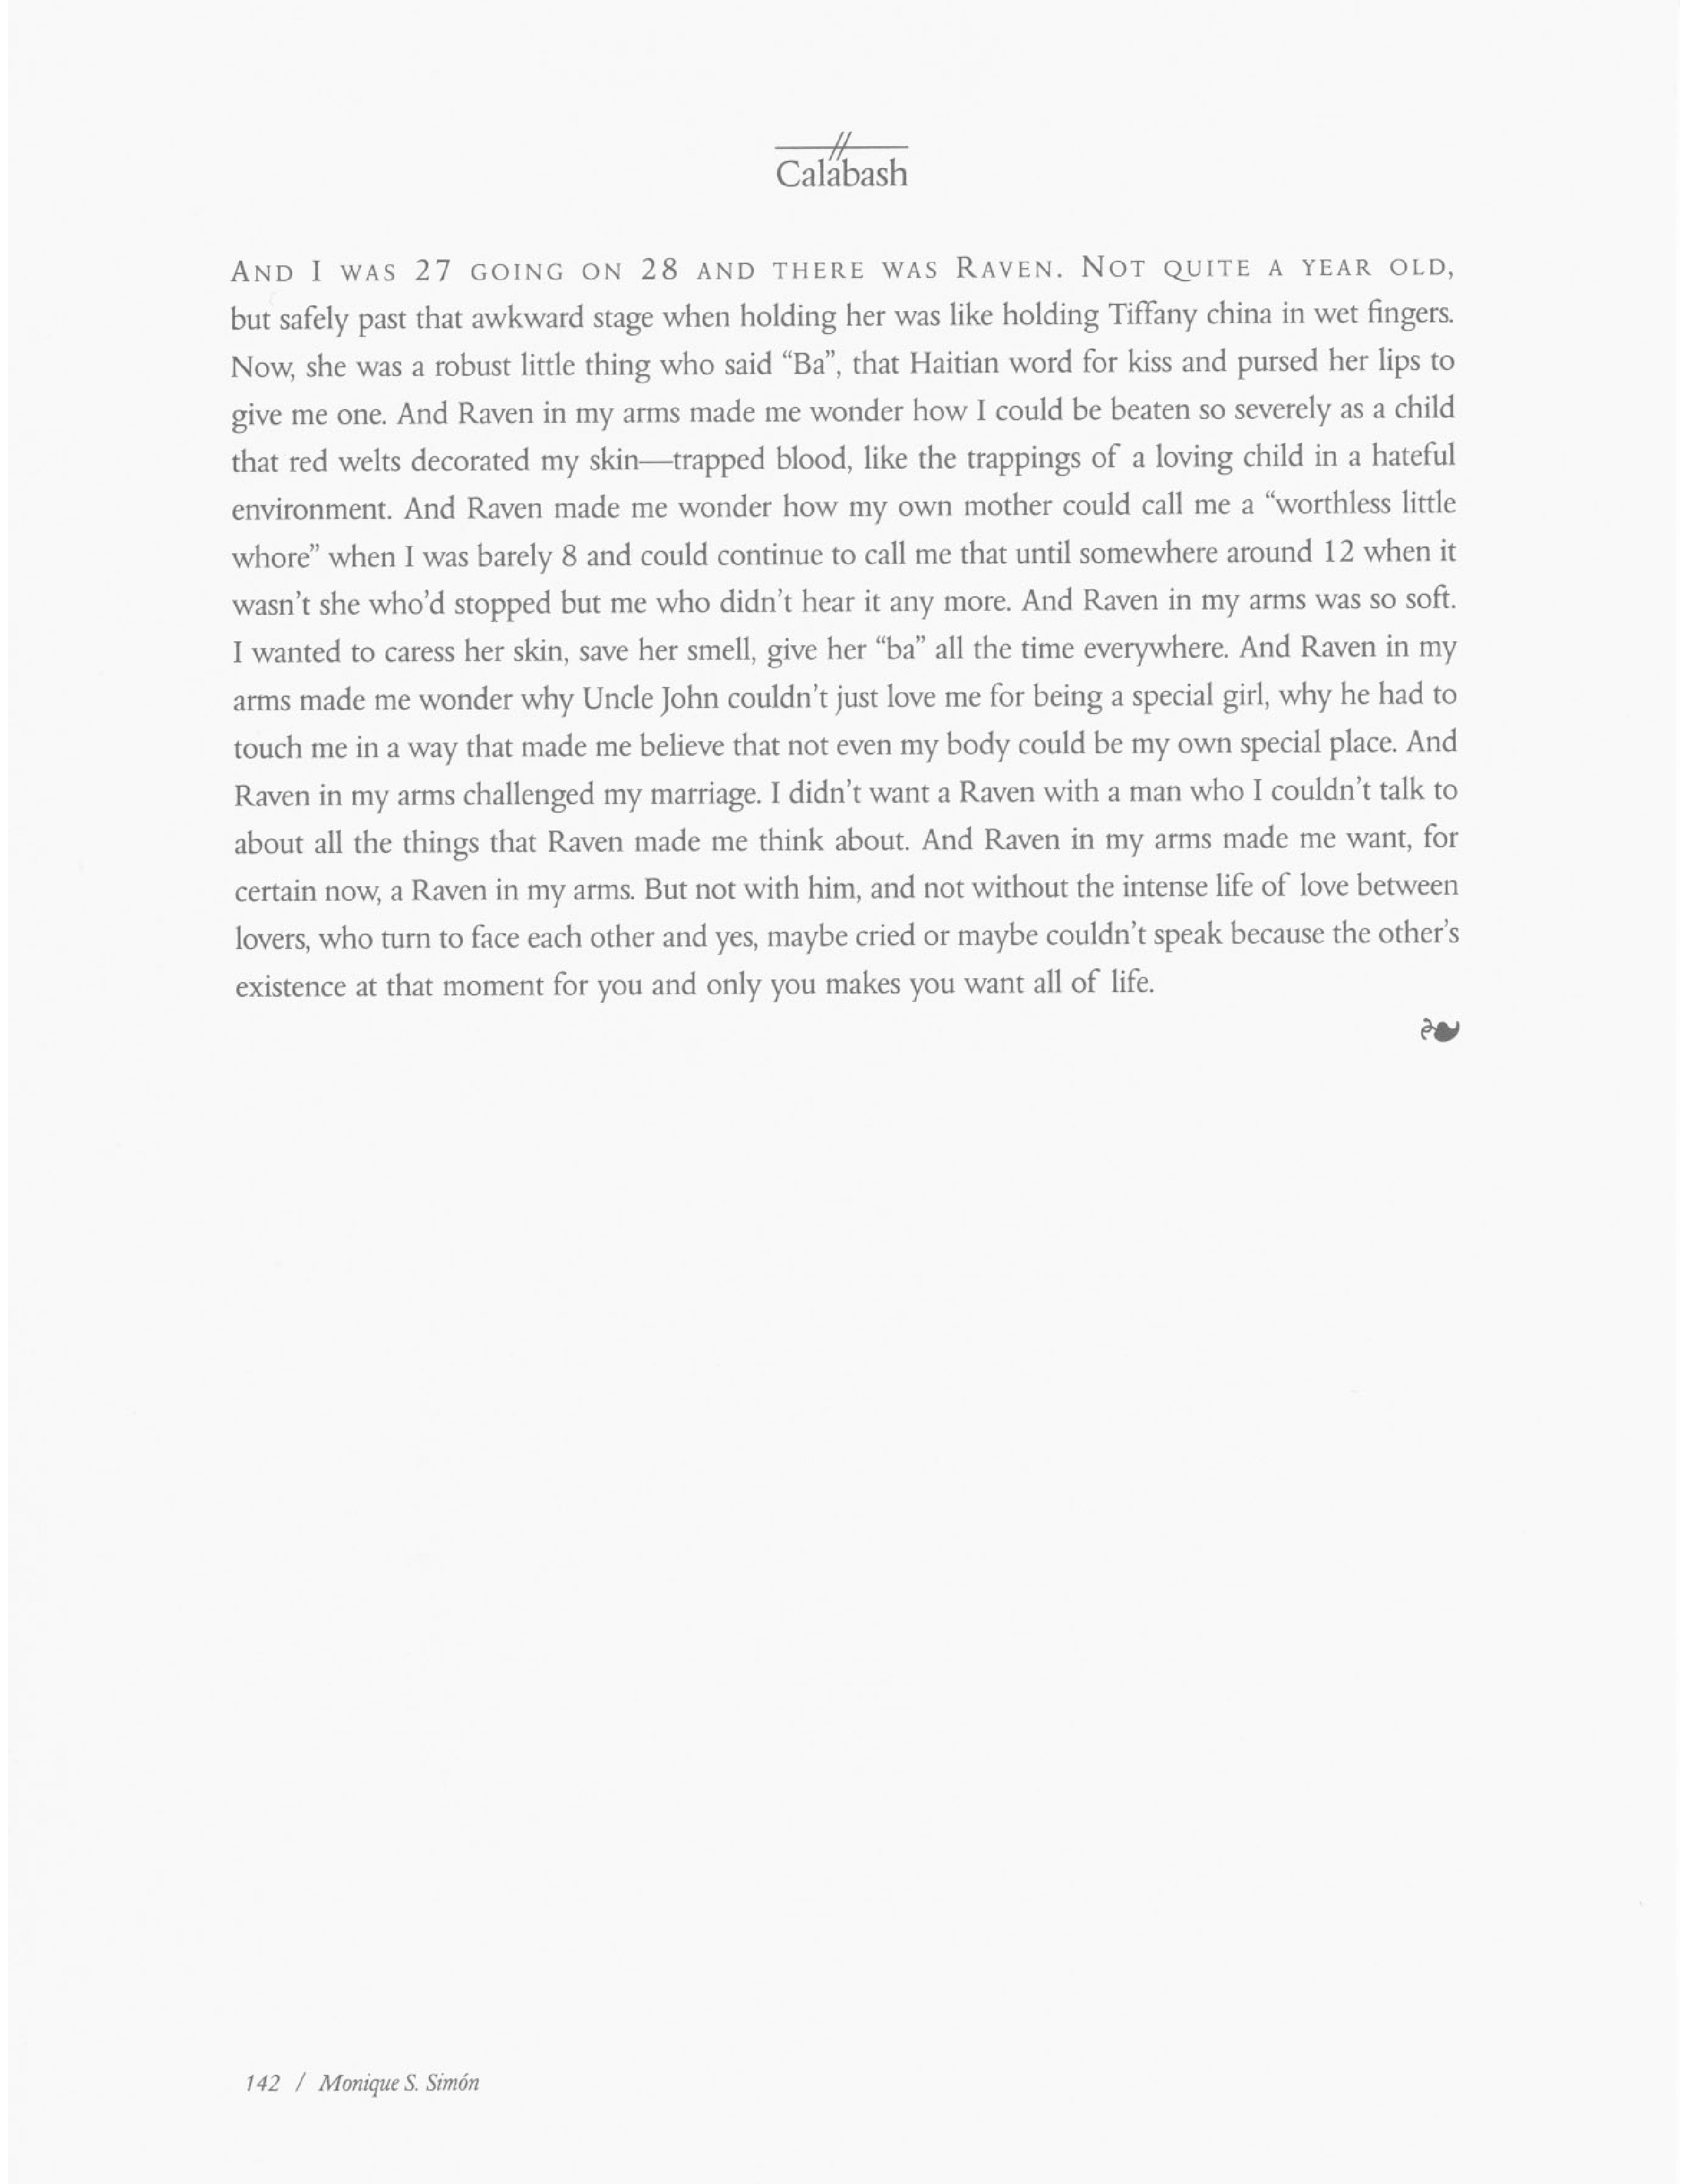 Calabash
AND I WAS 27 GOING ON 28 AND THERE WAS RAVEN. NOT QUITE A YEAR OLD,
but safely past that awkward stage when holding her was like holding Tiffany china in wet fingers.
Now, she was a robust little thing who said “Ba”, that Haitian word for kiss and pursed her lips to
give me one. And Raven in my arms made me wonder how I could be beaten so severely as a child
that red welts decorated my skin—trapped blood, like the trappings of a loving child in a hateful
environment. And Raven made me wonder how my own mother could call me a “worthless little
whore” when I was barely 8 and could continue to call me that until somewhere around 12 when it
wasn't she who'd stopped but me who didn't hear it any more. And Raven in my arms was so soft.
I wanted to caress her skin, save her smell, give her “ba” all the time everywhere. And Raven in my
arms made me wonder why Uncle John couldn't just love me for being a special girl, why he had to
touch me in a way that made me believe that not even my body could be my own special place. And
Raven in my arms challenged my marriage. I didn't want a Raven with a man who I couldn't talk to
about all the things that Raven made me think about. And Raven in my arms made me want, for
certain now, a Raven in my arms. But not with him, and not without the intense life of love between
lovers, who turn to face each other and yes, maybe cried or maybe couldn't speak because the other's
existence at that moment for you and only you makes you want all of life.
142 / Monique S. Simón